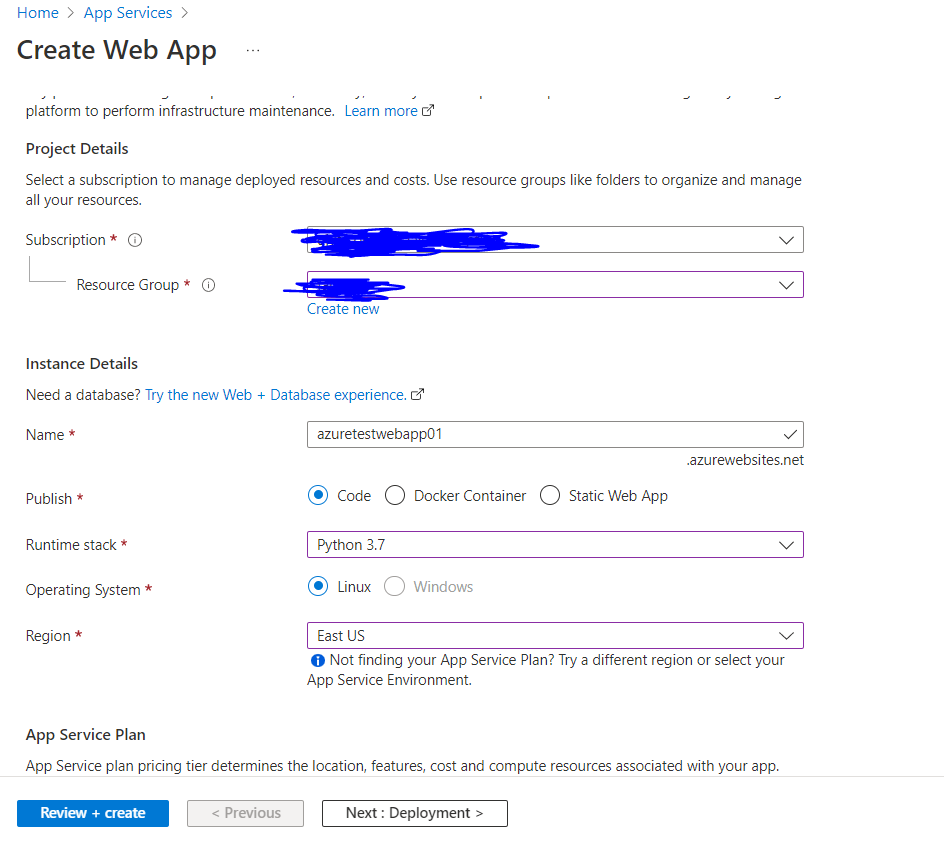 Home > App Services >
Create Web App ...
platform to perform infrastructure maintenance. Learn more
Project Details
Select a subscription to manage deployed resources and costs. Use resource groups like folders to organize and manage
all your resources.
Subscription *
Resource Group *
Create new
Instance Details
Need a database? Try the new Web + Database experience.
Name *
azuretestwebapp01
.azurewebsites.net
Publish *
Code Docker Container Static Web App
Runtime stack *
Python 3.7
Operating System *
Linux Windows
Region *
East US
Not finding your App Service Plan? Try a different region or select your
App Service Environment.
App Service Plan
App Service plan pricing tier determines the location, features, cost and compute resources associated with your app.
Review + create < Previous Next : Deployment >